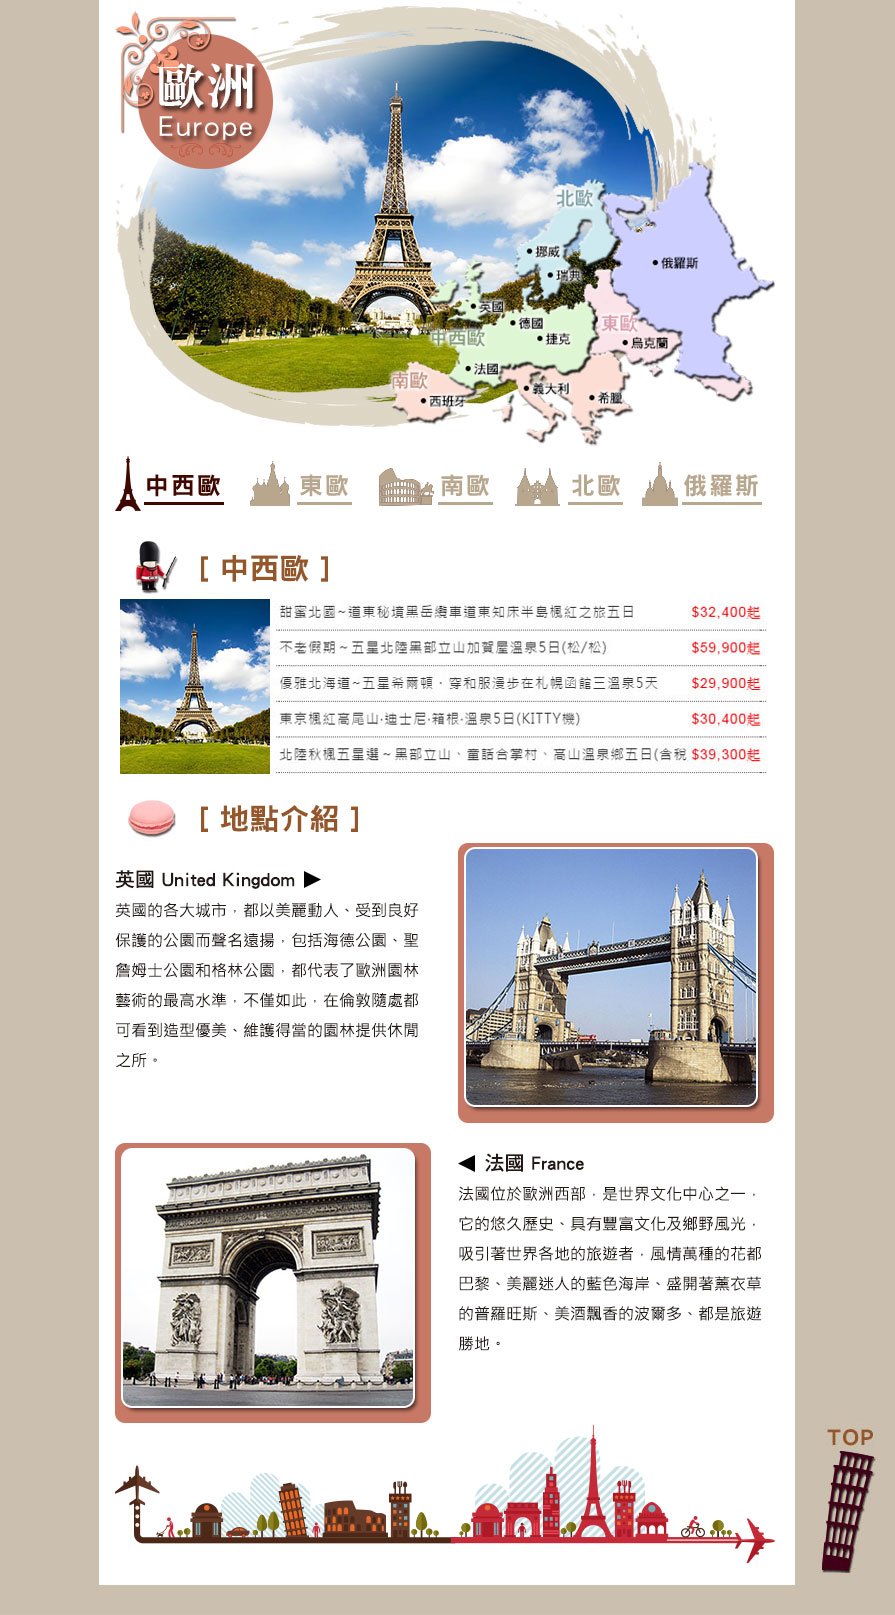 歐洲
Europe
北歐
挪威
瑞典
俄羅斯
英國
德國
東歐
中西歐
捷克
烏克蘭
法國
南歐
義大利
西班牙
希臘
中西歐
東歐
南歐
北歐
俄羅斯
[ 中西歐 ]
甜蜜北國~道東秘境黑岳纜車道東知床半島楓紅之旅五日 $32,400起
不老假期~五星北陸黑部立山加賀屋溫泉5日(松/松) $59,900起
優雅北海道~五星希爾頓‧穿和服漫步在札幌函館三溫泉5天 $29,900起
東京楓紅高尾山‧迪士尼‧箱根‧溫泉5日(KITTY機) $30,400起
北陸秋楓五星選~黑部立山、童話合掌村、高山溫泉鄉五日(含稅 $39,300起
[ 地點介紹 ]
英國 United Kingdom ▶
英國的各大城市，都以美麗動人、受到良好
保護的公園而聲名遠揚，包括海德公園、聖
詹姆士公園和格林公園，都代表了歐洲園林
藝術的最高水準，不僅如此，在倫敦隨處都
可看到造型優美、維護得當的園林提供休閒
之所。
◀ 法國 France
法國位於歐洲西部，是世界文化中心之一，
它的悠久歷史、具有豐富文化及鄉野風光，
吸引著世界各地的旅遊者，風情萬種的花都
巴黎、美麗迷人的藍色海岸、盛開著薰衣草
的普羅旺斯、美酒飄香的波爾多、都是旅遊
勝地。
TOP